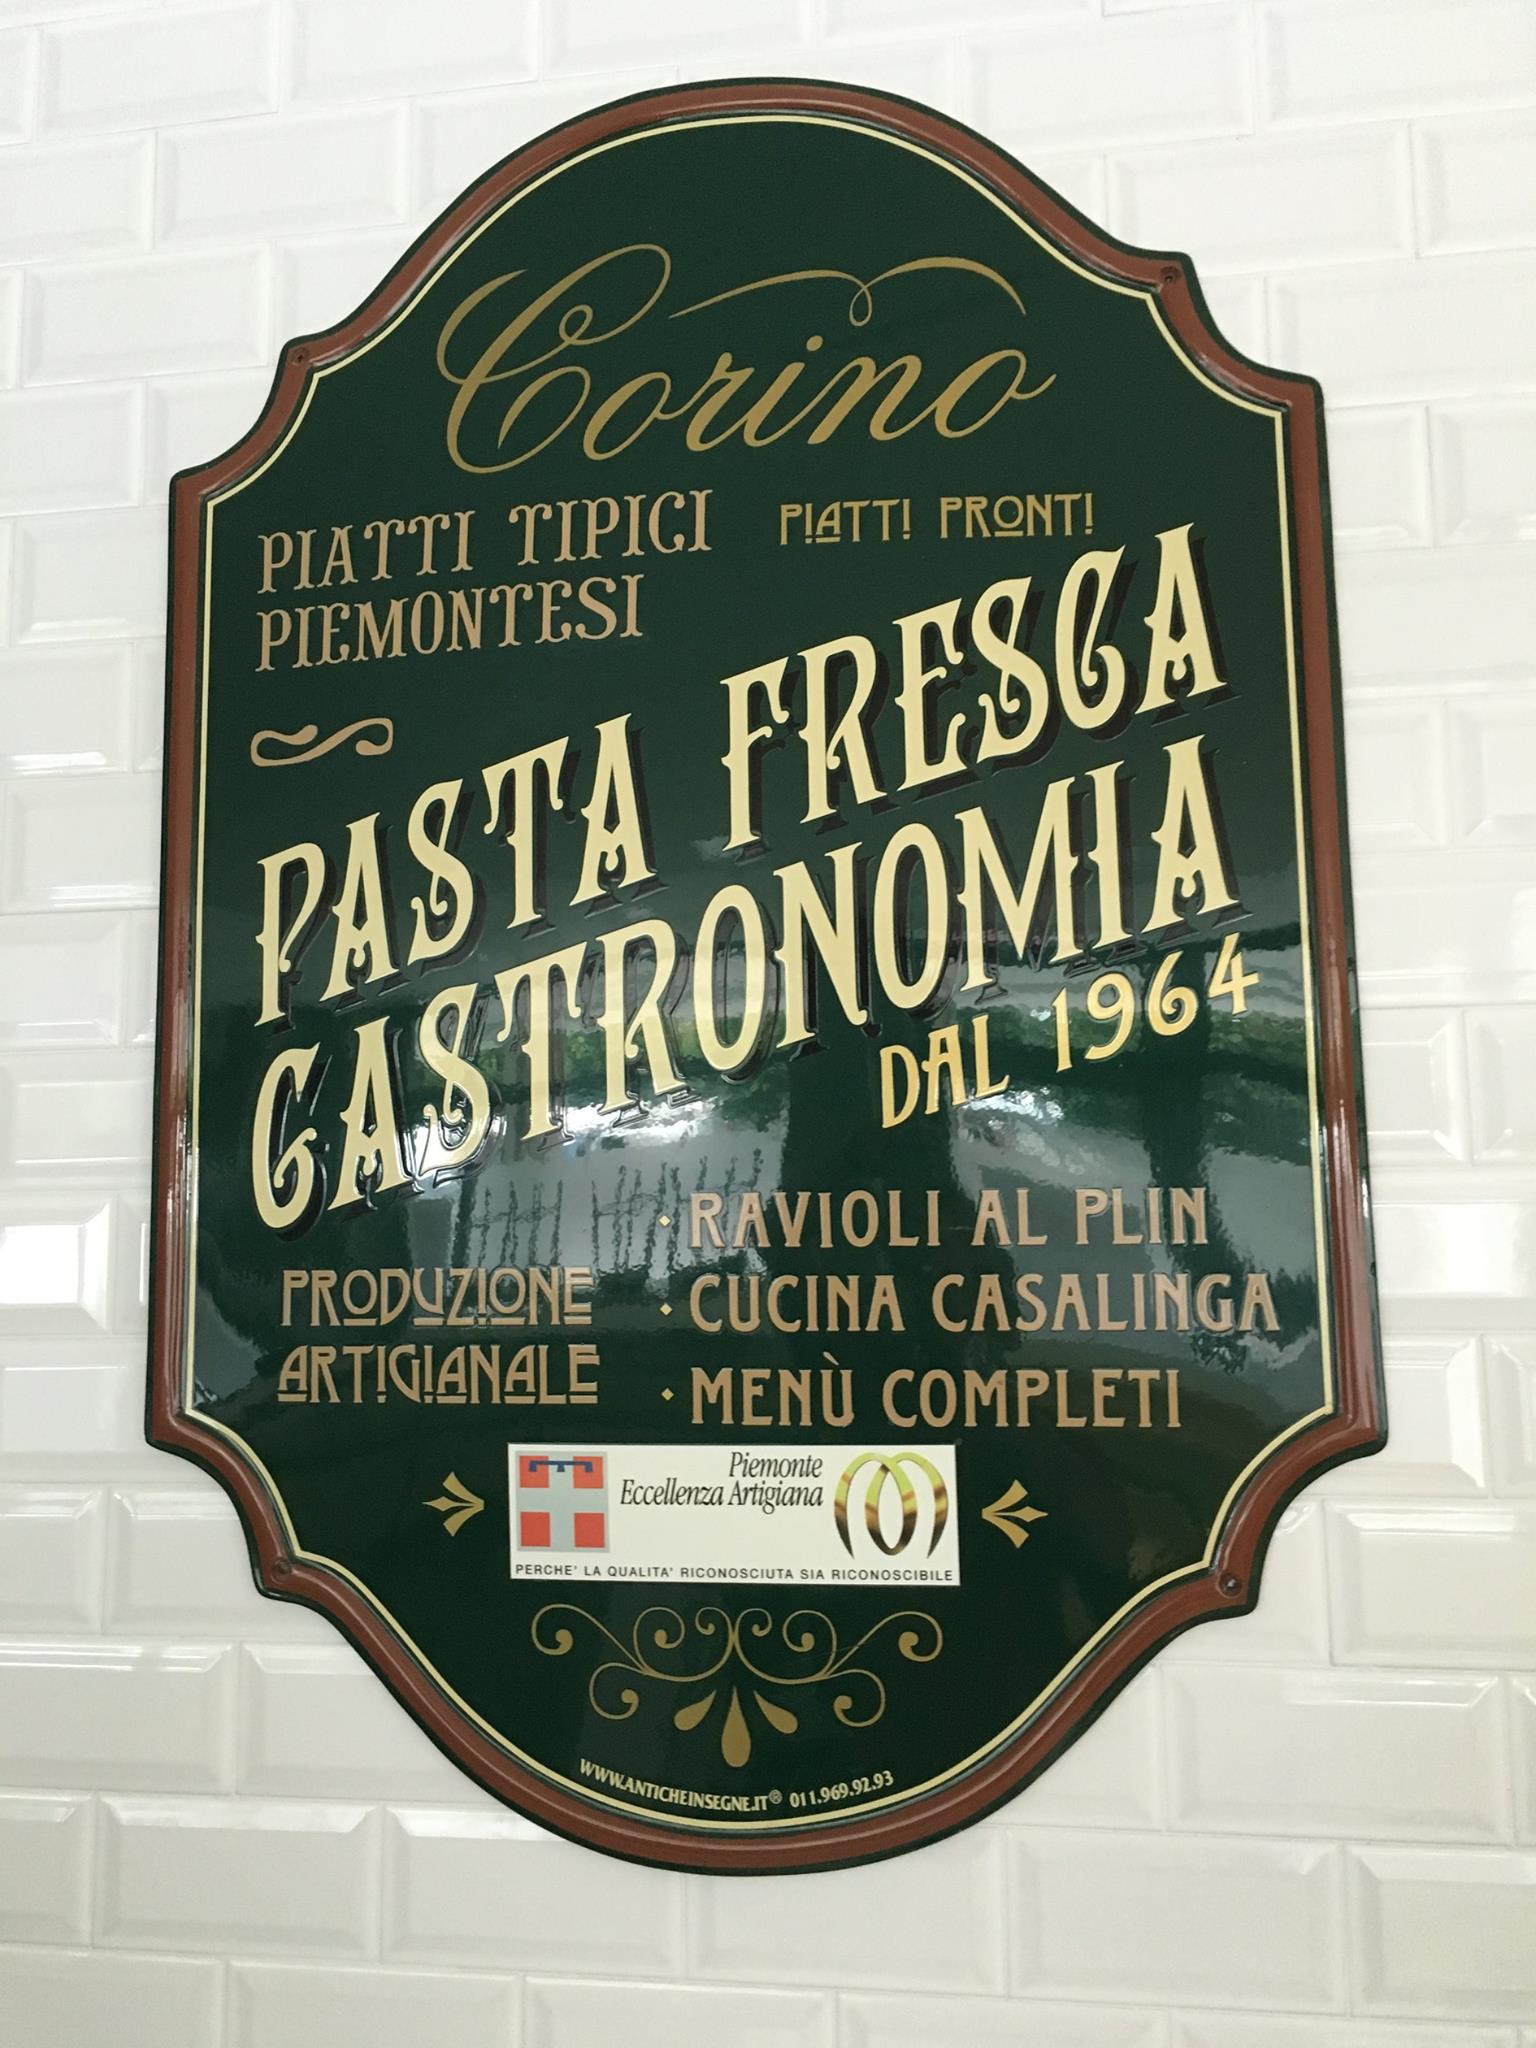 Corino
PIATTI TIPICI
PIEMONTESI
PIATTI PRONTI
PASTA FRESCA
GASTRONOMIA
DAL 1964
PRODUZIONE
ARTIGIANALE
· RAVIOLI AL PLIN
· CUCINA CASALINGA
· MENÙ COMPLETI
Piemonte
Eccellenza Artigiana
PERCHE' LA QUALITA' RICONOSCIUTA SIA RICONOSCIBILE
WWW.ANTICHEINSEGNE.IT® 011.969.92.93